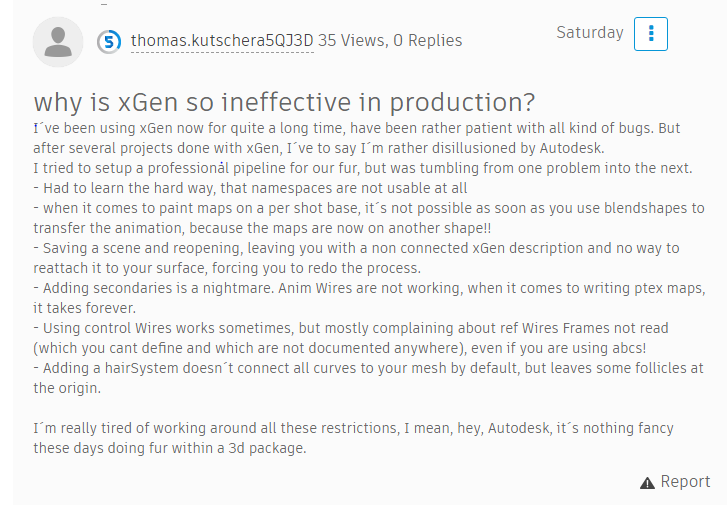 5 thomas.kutschera5QJ3D 35 Views, 0 Replies
Saturday
why is xGen so ineffective in production?
I´ve been using xGen now for quite a long time, have been rather patient with all kind of bugs. But
after several projects done with xGen, I´ve to say I´m rather disillusioned by Autodesk.
I tried to setup a professional pipeline for our fur, but was tumbling from one problem into the next.
- Had to learn the hard way, that namespaces are not usable at all
- when it comes to paint maps on a per shot base, it´s not possible as soon as you use blendshapes to
transfer the animation, because the maps are now on another shape!!
- Saving a scene and reopening, leaving you with a non connected xGen description and no way to
reattach it to your surface, forcing you to redo the process.
- Adding secondaries is a nightmare. Anim Wires are not working, when it comes to writing ptex maps,
it takes forever.
- Using control Wires works sometimes, but mostly complaining about ref Wires Frames not read
(which you cant define and which are not documented anywhere), even if you are using abcs!
- Adding a hairSystem doesn´t connect all curves to your mesh by default, but leaves some follicles at
the origin.
I´m really tired of working around all these restrictions, I mean, hey, Autodesk, it´s nothing fancy
these days doing fur within a 3d package.
Report